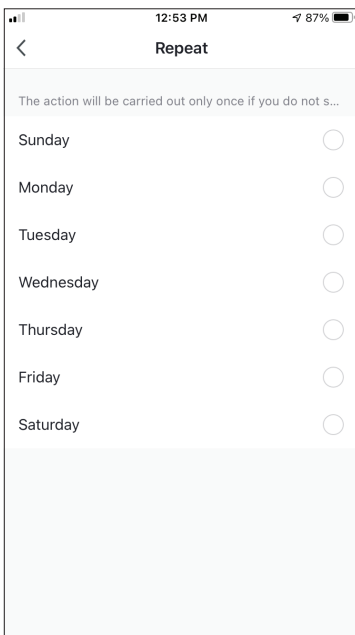 12:53 PM 87%
Repeat
The action will be carried out only once if you do not s...
Sunday
Monday
Tuesday
Wednesday
Thursday
Friday
Saturday